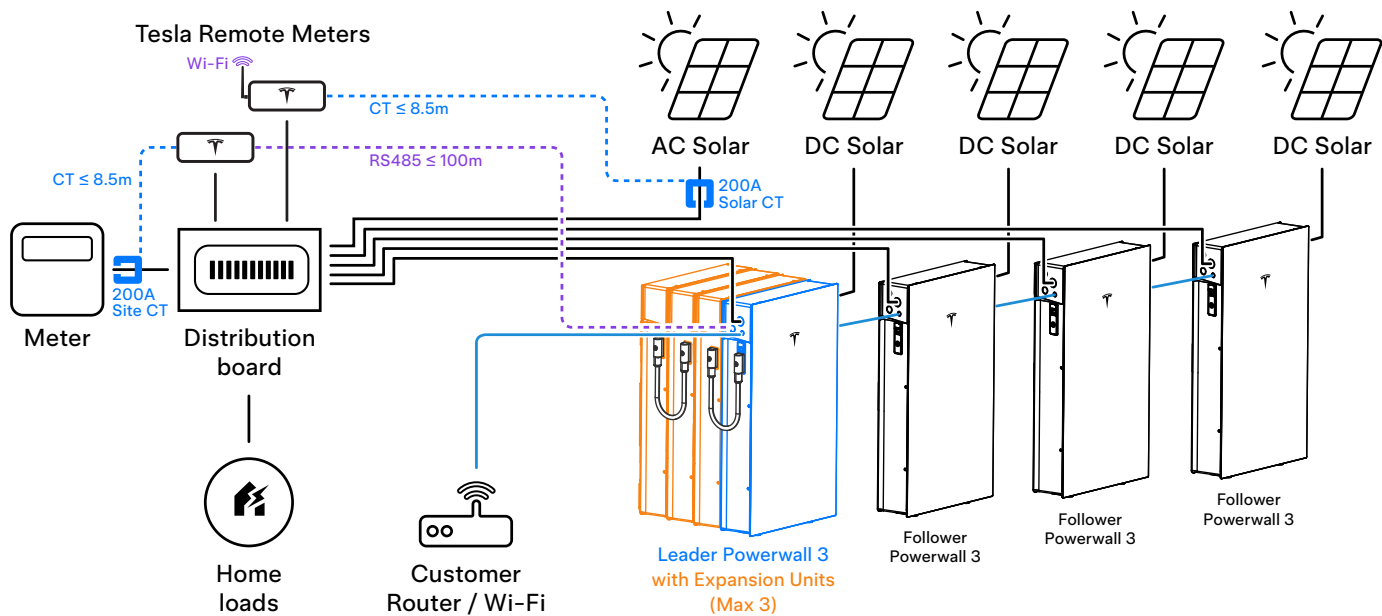 Tesla Remote Meters
Wi-Fi
CT ≤ 8.5m
CT ≤ 8.5m
RS485 ≤ 100m
AC Solar
DC Solar
DC Solar
DC Solar
DC Solar
200A
Solar CT
200A
Site CT
Meter
Distribution
board
Home
loads
Customer
Router / Wi-Fi
Leader Powerwall 3
with Expansion Units
(Max 3)
Follower
Powerwall 3
Follower
Powerwall 3
Follower
Powerwall 3